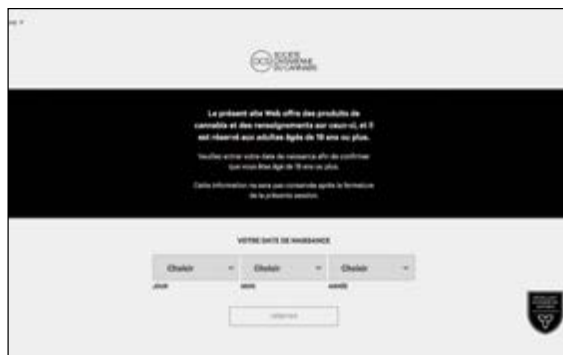 OCS SOCIÉTÉ
ONTARIENNE
DU CANNABIS
Le présent site Web offre des produits de
cannabis et des renseignements sur ceux-ci, et il
est réservé aux adultes âgés de 19 ans ou plus.
Veuillez entrer votre date de naissance afin de confirmer
que vous êtes âgé de 19 ans ou plus.
Cette information ne sera pas conservée après la fermeture
de la présente session.
VOTRE DATE DE NAISSANCE
Choisir Choisir Choisir
JOUR MOIS ANNÉE